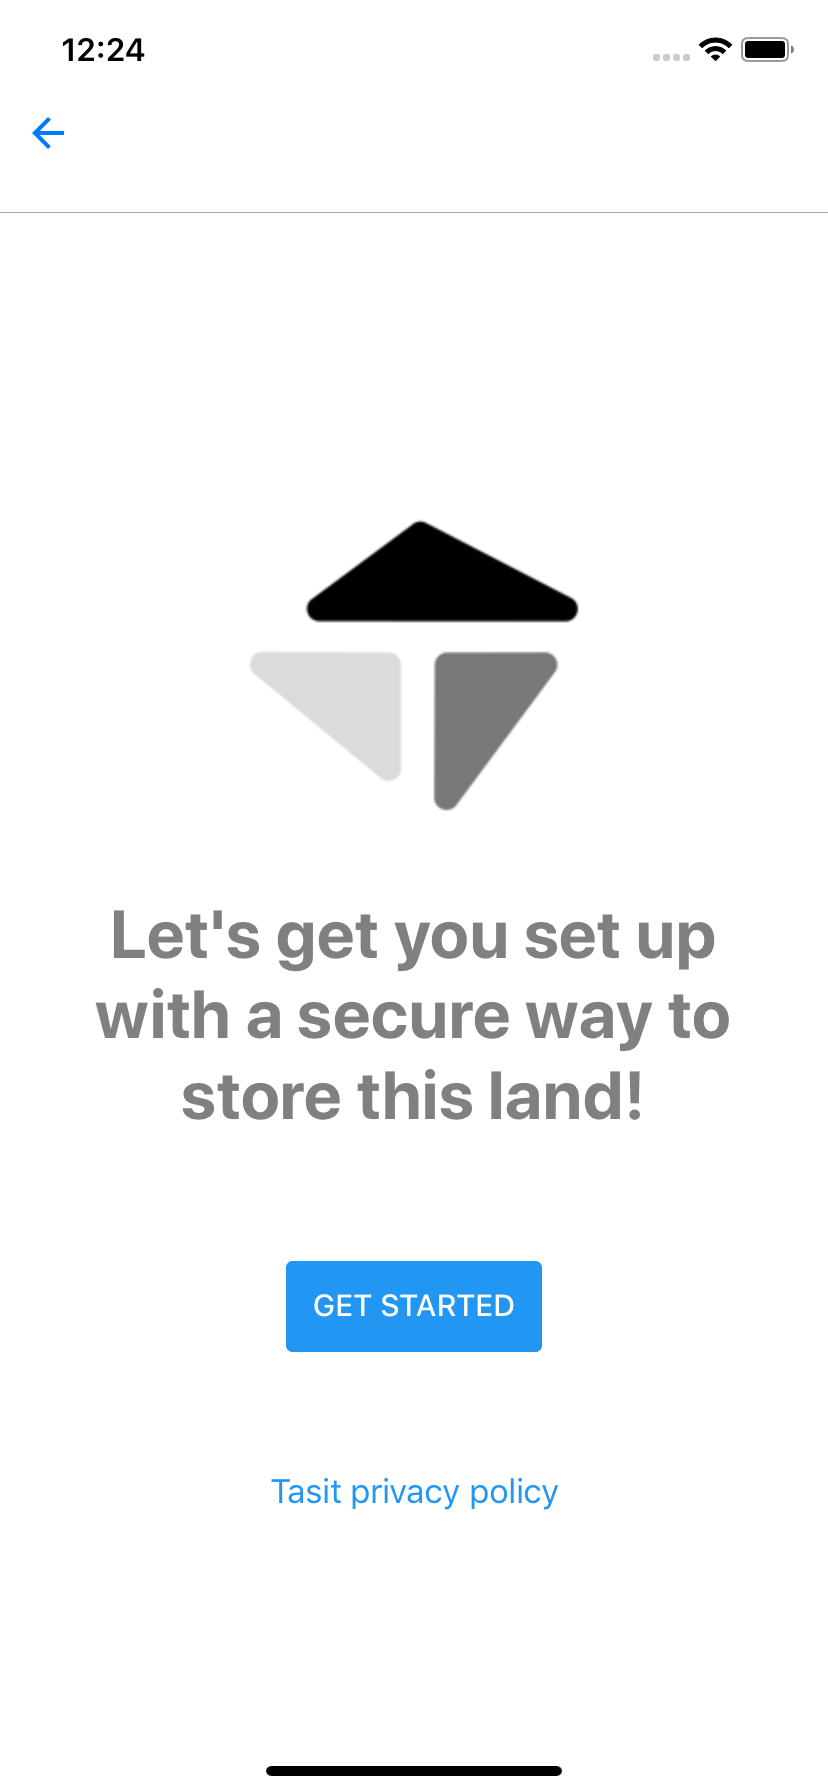 12:24
Let's get you set up
with a secure way to
store this land!
GET STARTED
Tasit privacy policy